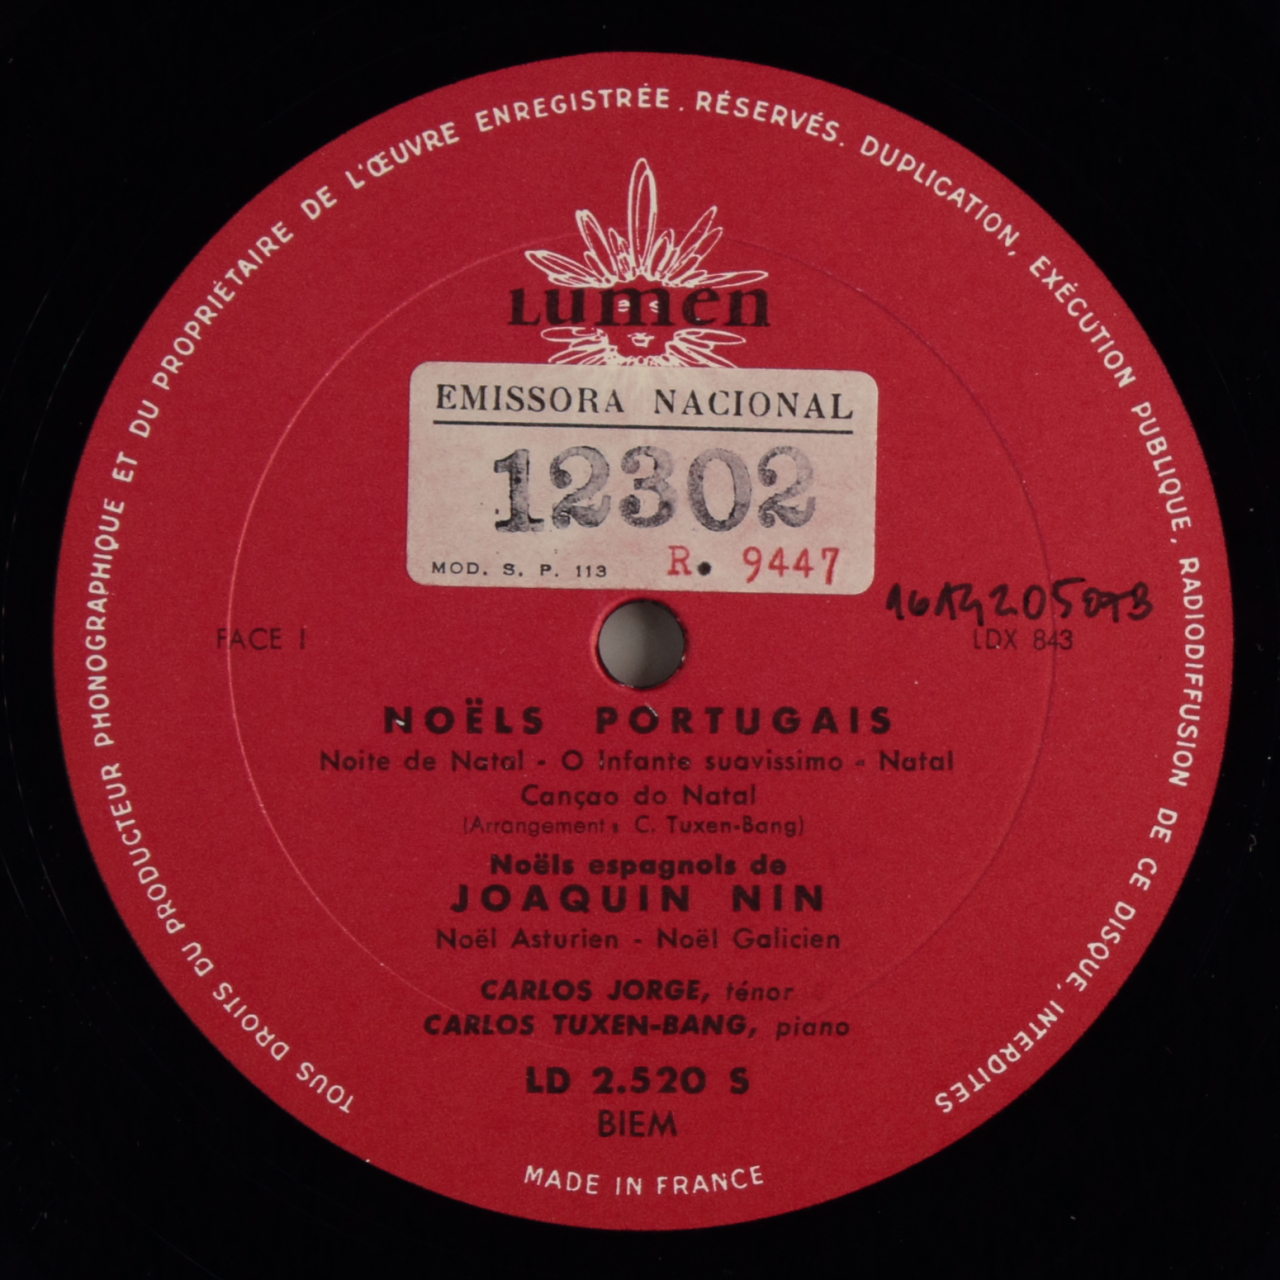 TOUS DROITS DU PRODUCTEUR PHONOGRAPHIQUE ET DU PROPRIÉTAIRE DE L'ŒUVRE ENREGISTRÉE. RÉSERVÉS. DUPLICATION, EXÉCUTION PUBLIQUE, RADIODIFFUSION DE CE DISQUE, INTERDITES
Lumen
EMISSORA NACIONAL
12302
MOD. S. P. 113 R. 9447
FACE I
LDX 843
NOËLS PORTUGAIS
Noite de Natal - O Infante suavissimo - Natal
Cançao do Natal
(Arrangement : C. Tuxen-Bang)
Noëls espagnols de
JOAQUIN NIN
Noël Asturien - Noël Galicien
CARLOS JORGE, ténor
CARLOS TUXEN-BANG, piano
LD 2.520 S
BIEM
MADE IN FRANCE